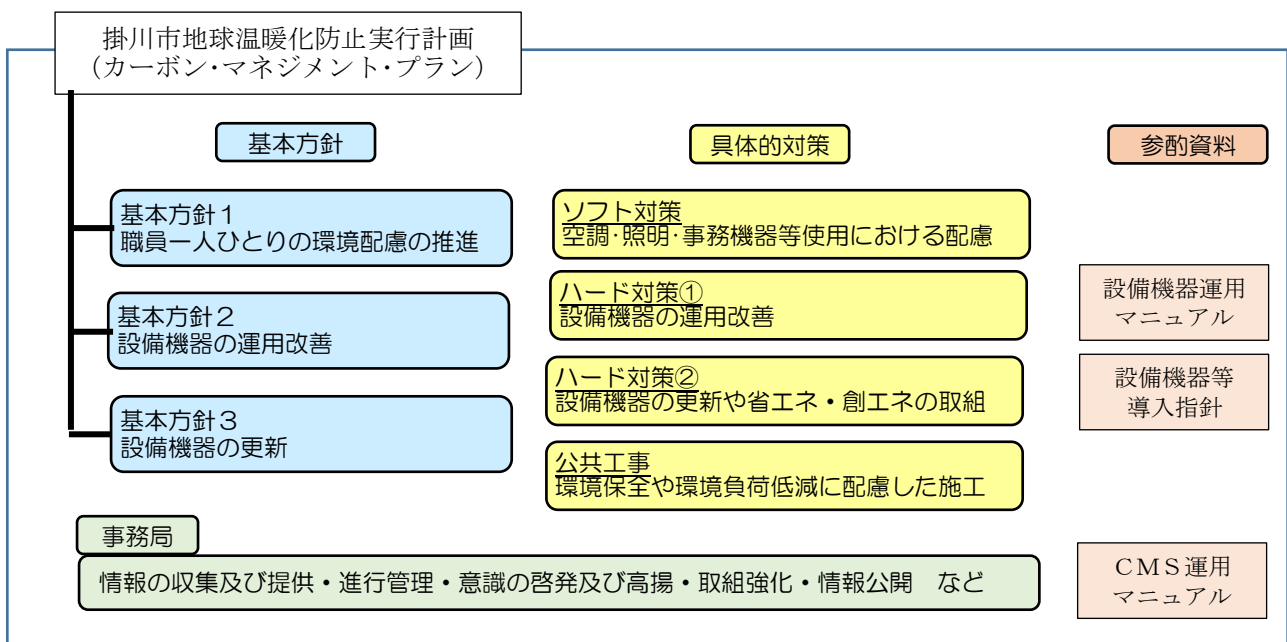 掛川市地球温暖化防止実行計画
（カーボン･マネジメント･プラン）
基本方針
具体的対策
参酌資料
基本方針１
職員一人ひとりの環境配慮の推進
ソフト対策
空調･照明･事務機器等使用における配慮
基本方針２
設備機器の運用改善
ハード対策①
設備機器の運用改善
設備機器運用
マニュアル
ハード対策②
設備機器の更新や省エネ・創エネの取組
設備機器等
導入指針
基本方針３
設備機器の更新
公共工事
環境保全や環境負荷低減に配慮した施工
事務局
情報の収集及び提供・進行管理・意識の啓発及び高揚・取組強化・情報公開　など
ＣＭＳ運用
マニュアル